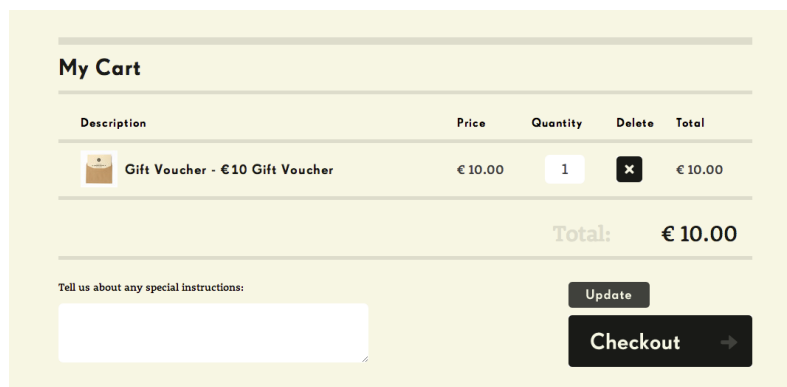 My Cart
Description Price Quantity Delete Total
Gift Voucher - €10 Gift Voucher € 10.00 1 × € 10.00
Total: € 10.00
Tell us about any special instructions:
Update
Checkout →